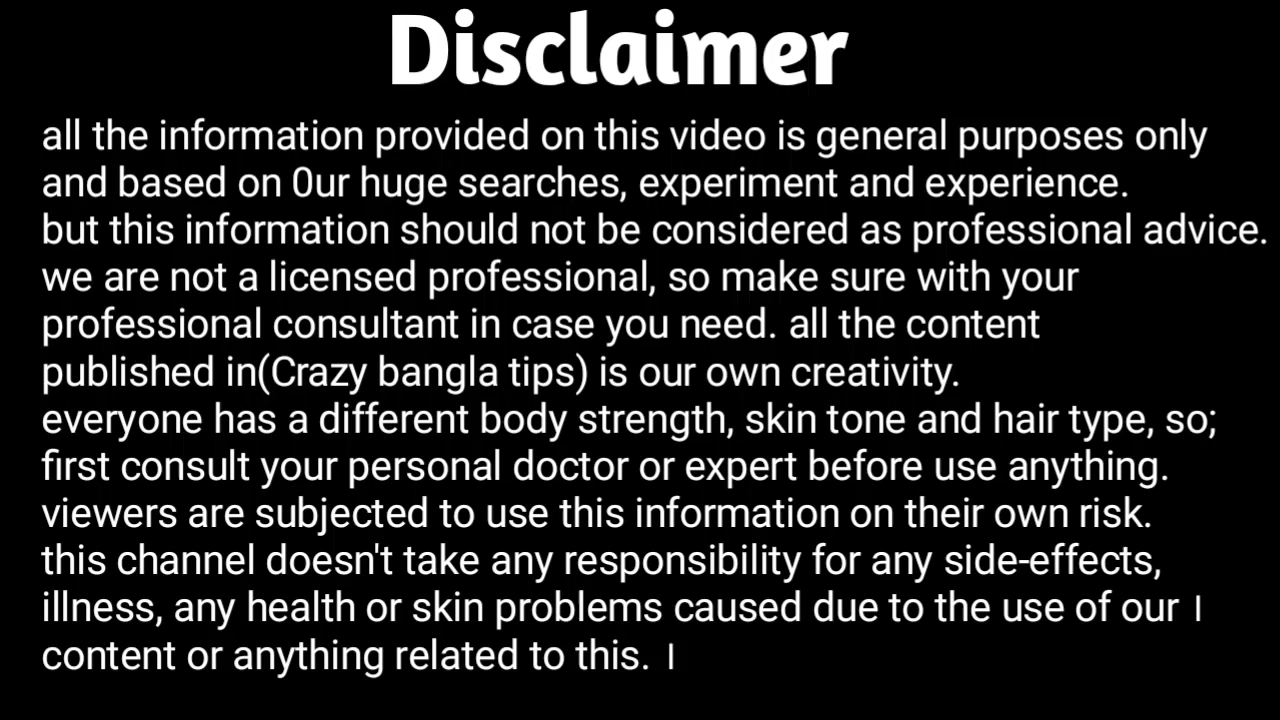 Disclaimer
all the information provided on this video is general purposes only
and based on 0ur huge searches, experiment and experience.
but this information should not be considered as professional advice.
we are not a licensed professional, so make sure with your
professional consultant in case you need. all the content
published in(Crazy bangla tips) is our own creativity.
everyone has a different body strength, skin tone and hair type, so;
first consult your personal doctor or expert before use anything.
viewers are subjected to use this information on their own risk.
this channel doesn't take any responsibility for any side-effects,
illness, any health or skin problems caused due to the use of our ।
content or anything related to this. ।